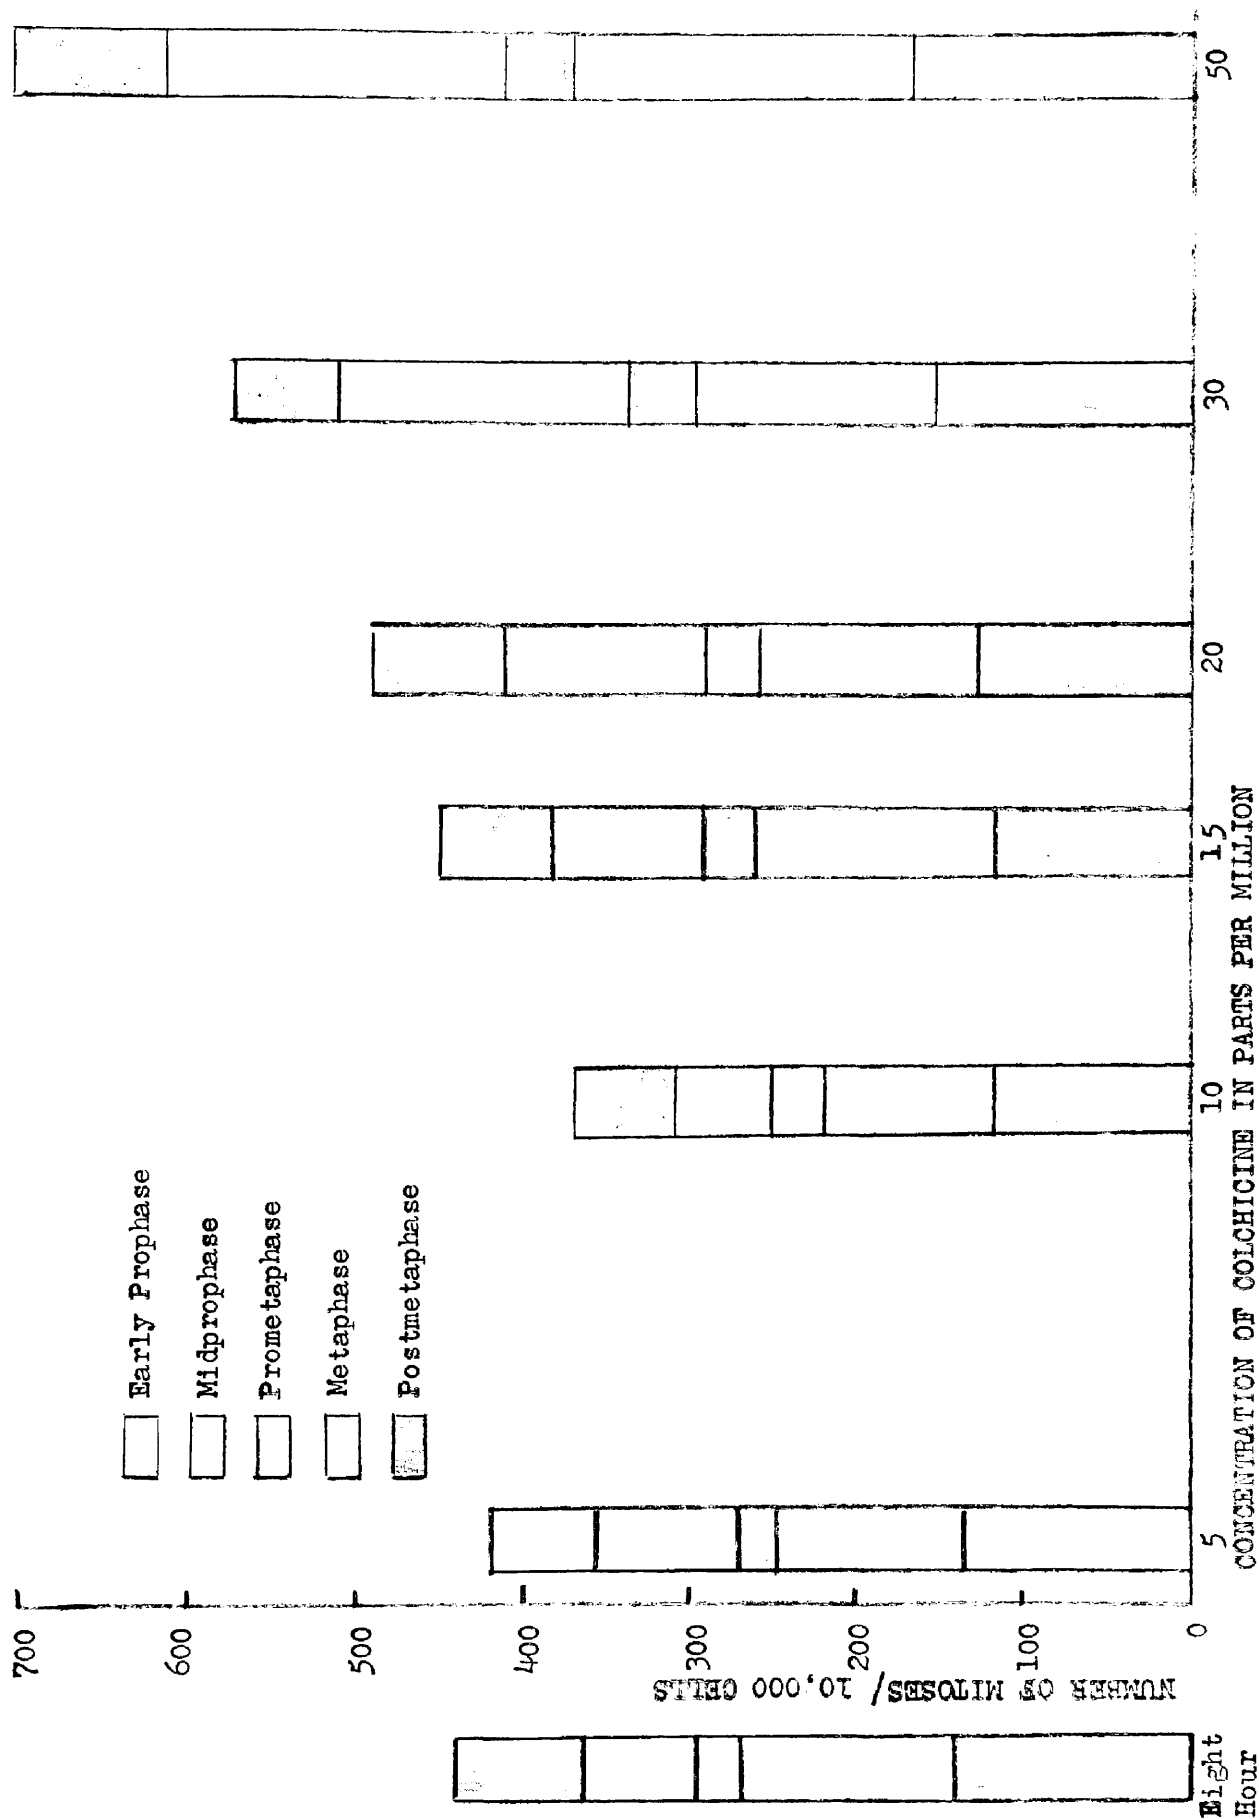 Early Prophase
Midprophase
Prometaphase
Metaphase
Postmetaphase
700
600
500
400
300
200
100
0
NUMBER OF MITOSES/ 10,000 CELLS
Eight
Hour
5
10
15
20
30
50
CONCENTRATION OF COLCHICINE IN PARTS PER MILLION